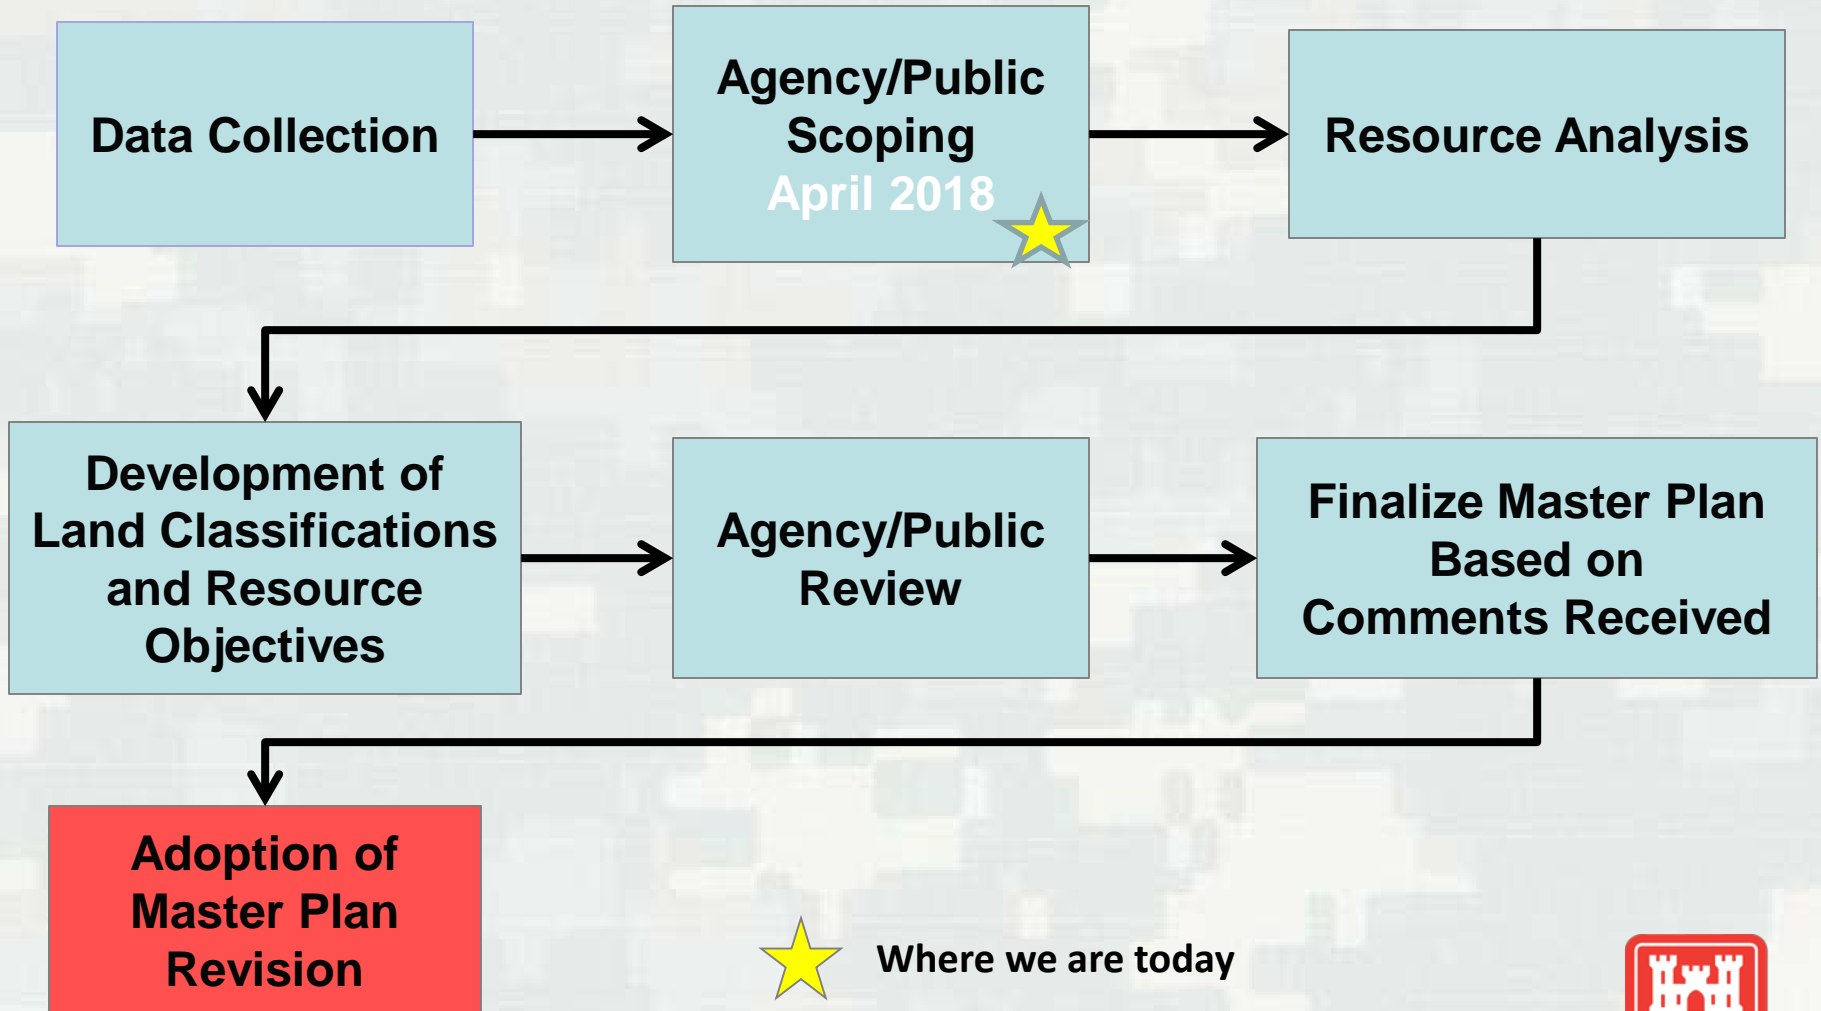 Data Collection
Agency/Public
Scoping
April 2018
Resource Analysis
Development of
Land Classifications
and Resource
Objectives
Agency/Public
Review
Finalize Master Plan
Based on
Comments Received
Adoption of
Master Plan
Revision
Where we are today